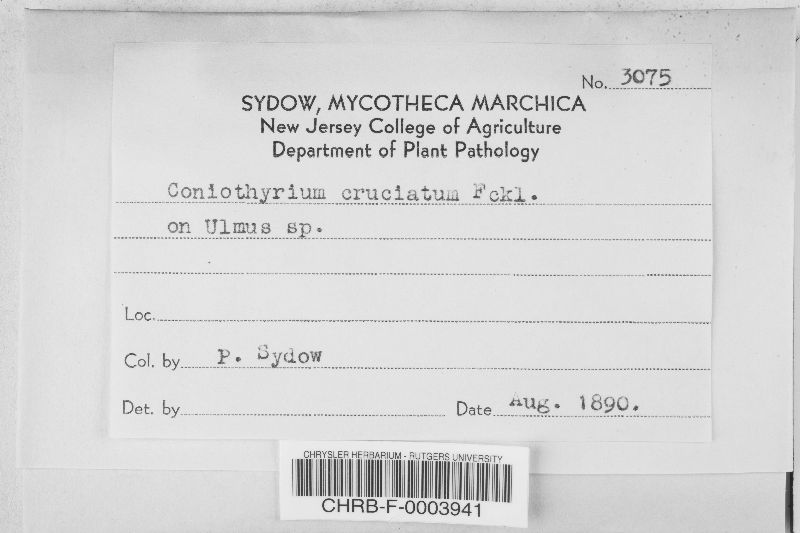 No. 3075
SYDOW, MYCOTHECA MARCHICA
New Jersey College of Agriculture
Department of Plant Pathology
Coniothyrium cruciatum Fckl.
on Ulmus sp.
Loc.
Col. by P. Sydow
Det. by Date Aug. 1890.
CHRYSLER HERBARIUM - RUTGERS UNIVERSITY
CHRB-F-0003941